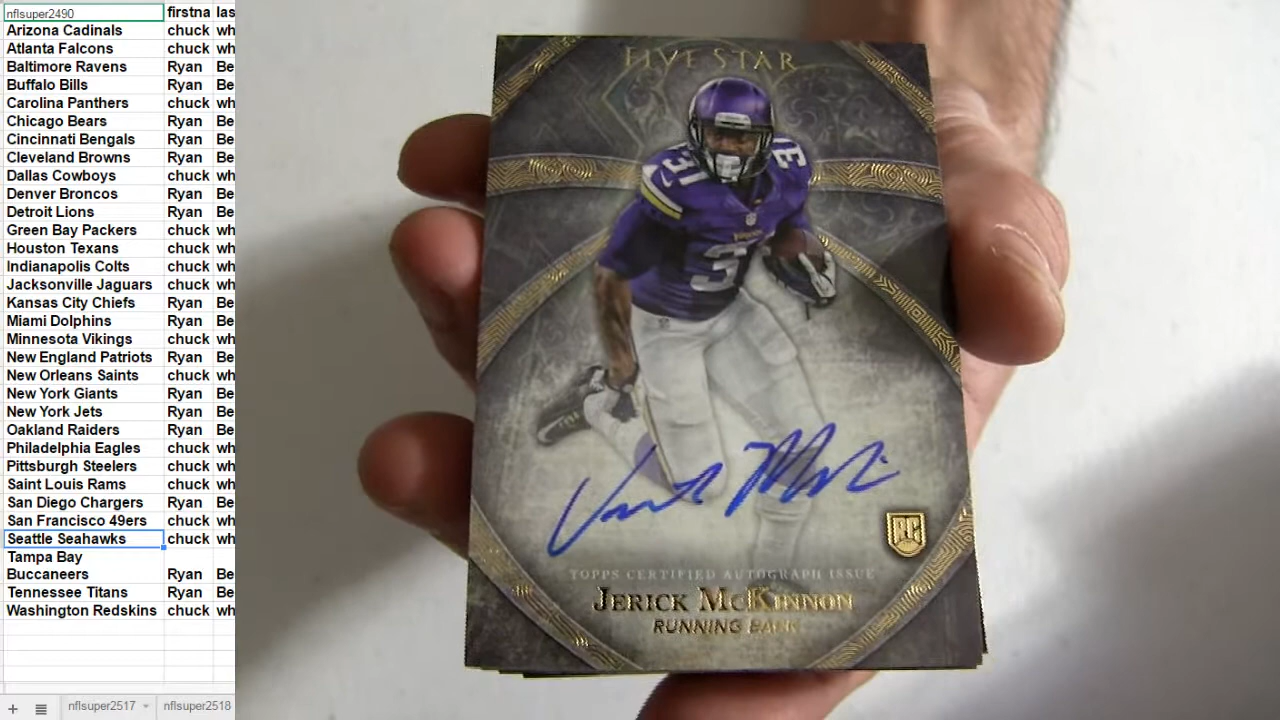 nflsuper2490 firstna las
Arizona Cadinals chuck wh
Atlanta Falcons chuck wh
Baltimore Ravens Ryan Be
Buffalo Bills Ryan Be
Carolina Panthers chuck wh
Chicago Bears Ryan Be
Cincinnati Bengals Ryan Be
Cleveland Browns Ryan Be
Dallas Cowboys chuck wh
Denver Broncos Ryan Be
Detroit Lions Ryan Be
Green Bay Packers chuck wh
Houston Texans chuck wh
Indianapolis Colts chuck wh
Jacksonville Jaguars chuck wh
Kansas City Chiefs Ryan Be
Miami Dolphins Ryan Be
Minnesota Vikings chuck wh
New England Patriots Ryan Be
New Orleans Saints chuck wh
New York Giants Ryan Be
New York Jets Ryan Be
Oakland Raiders Ryan Be
Philadelphia Eagles chuck wh
Pittsburgh Steelers chuck wh
Saint Louis Rams chuck wh
San Diego Chargers Ryan Be
San Francisco 49ers chuck wh
Seattle Seahawks chuck wh
Tampa Bay
Buccaneers Ryan Be
Tennessee Titans Ryan Be
Washington Redskins chuck wh
nflsuper2517 nflsuper2518
FIVE STAR
31 31
31
TOPPS CERTIFIED AUTOGRAPH ISSUE
JERICK MCKINNON
RUNNING BACK
RC